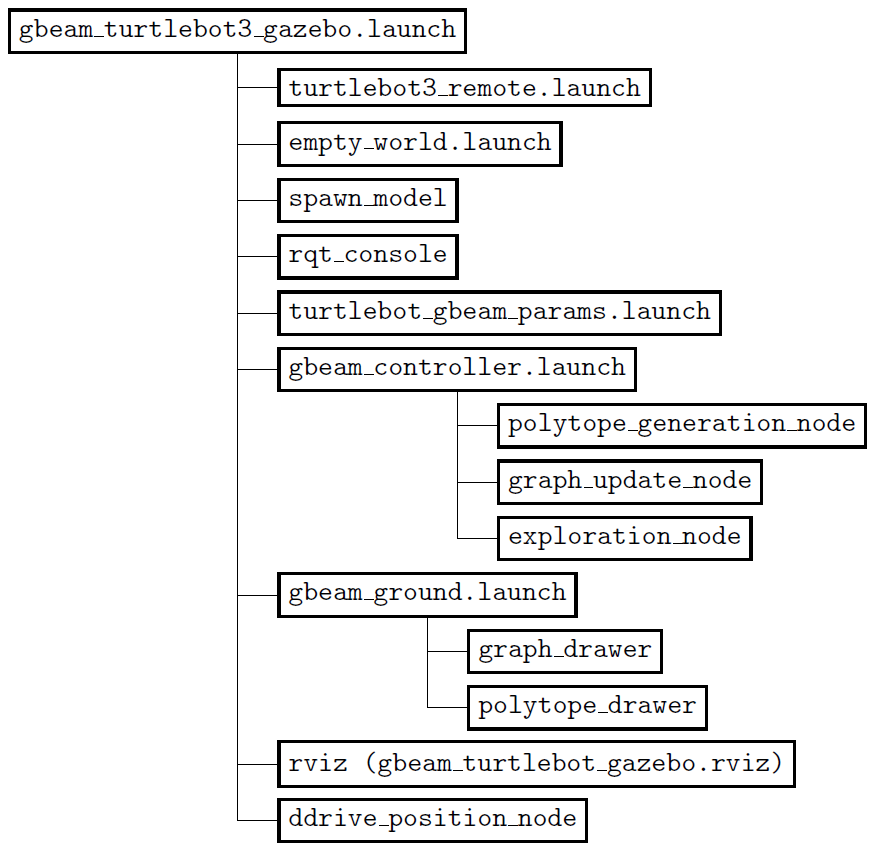 gbeam_turtlebot3_gazebo.launch
turtlebot3_remote.launch
empty_world.launch
spawn_model
rqt_console
turtlebot_gbeam_params.launch
gbeam_controller.launch
polytope_generation_node
graph_update_node
exploration_node
gbeam_ground.launch
graph_drawer
polytope_drawer
rviz (gbeam_turtlebot_gazebo.rviz)
ddrive_position_node